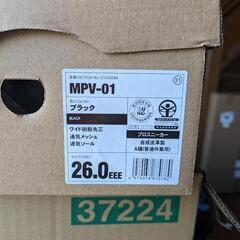 MPV-01
ブラック
BLACK
ワイド樹脂先芯
通気メッシュ
通気ソール
26.0EEE
プロスニーカー
合成皮革製
A種(普通作業用)
31
37224